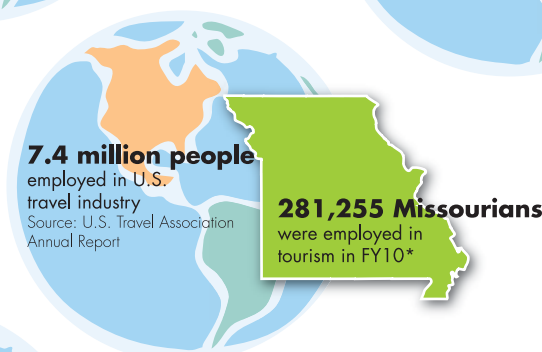 7.4 million people
employed in U.S.
travel industry
Source: U.S. Travel Association
Annual Report
281,255 Missourians
were employed in
tourism in FY10*